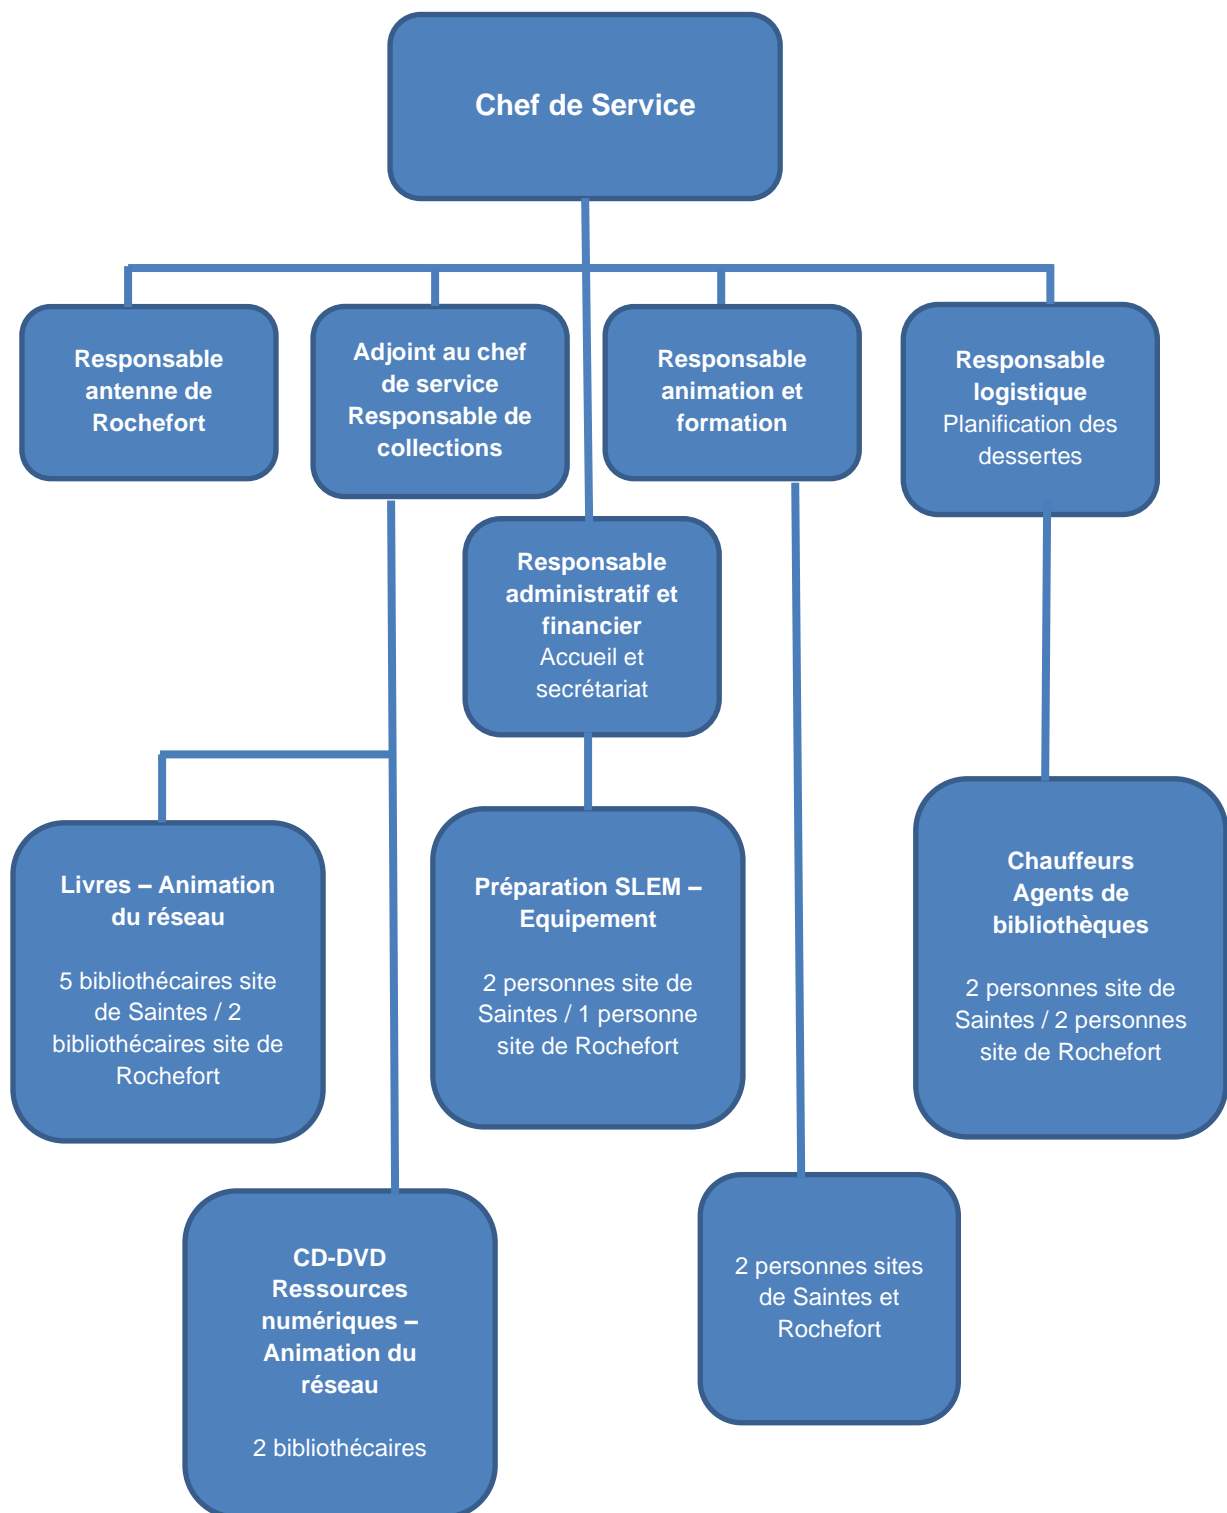 Chef de Service
Responsable
antenne de
Rochefort
Adjoint au chef
de service
Responsable de
collections
Responsable
animation et
formation
Responsable
logistique
Planification des
dessertes
Responsable
administratif et
financier
Accueil et
secrétariat
Livres – Animation
du réseau
5 bibliothécaires site
de Saintes / 2
bibliothécaires site de
Rochefort
Préparation SLEM –
Equipement
2 personnes site de
Saintes / 1 personne
site de Rochefort
Chauffeurs
Agents de
bibliothèques
2 personnes site de
Saintes / 2 personnes
site de Rochefort
CD-DVD
Ressources
numériques –
Animation du
réseau
2 bibliothécaires
2 personnes sites
de Saintes et
Rochefort